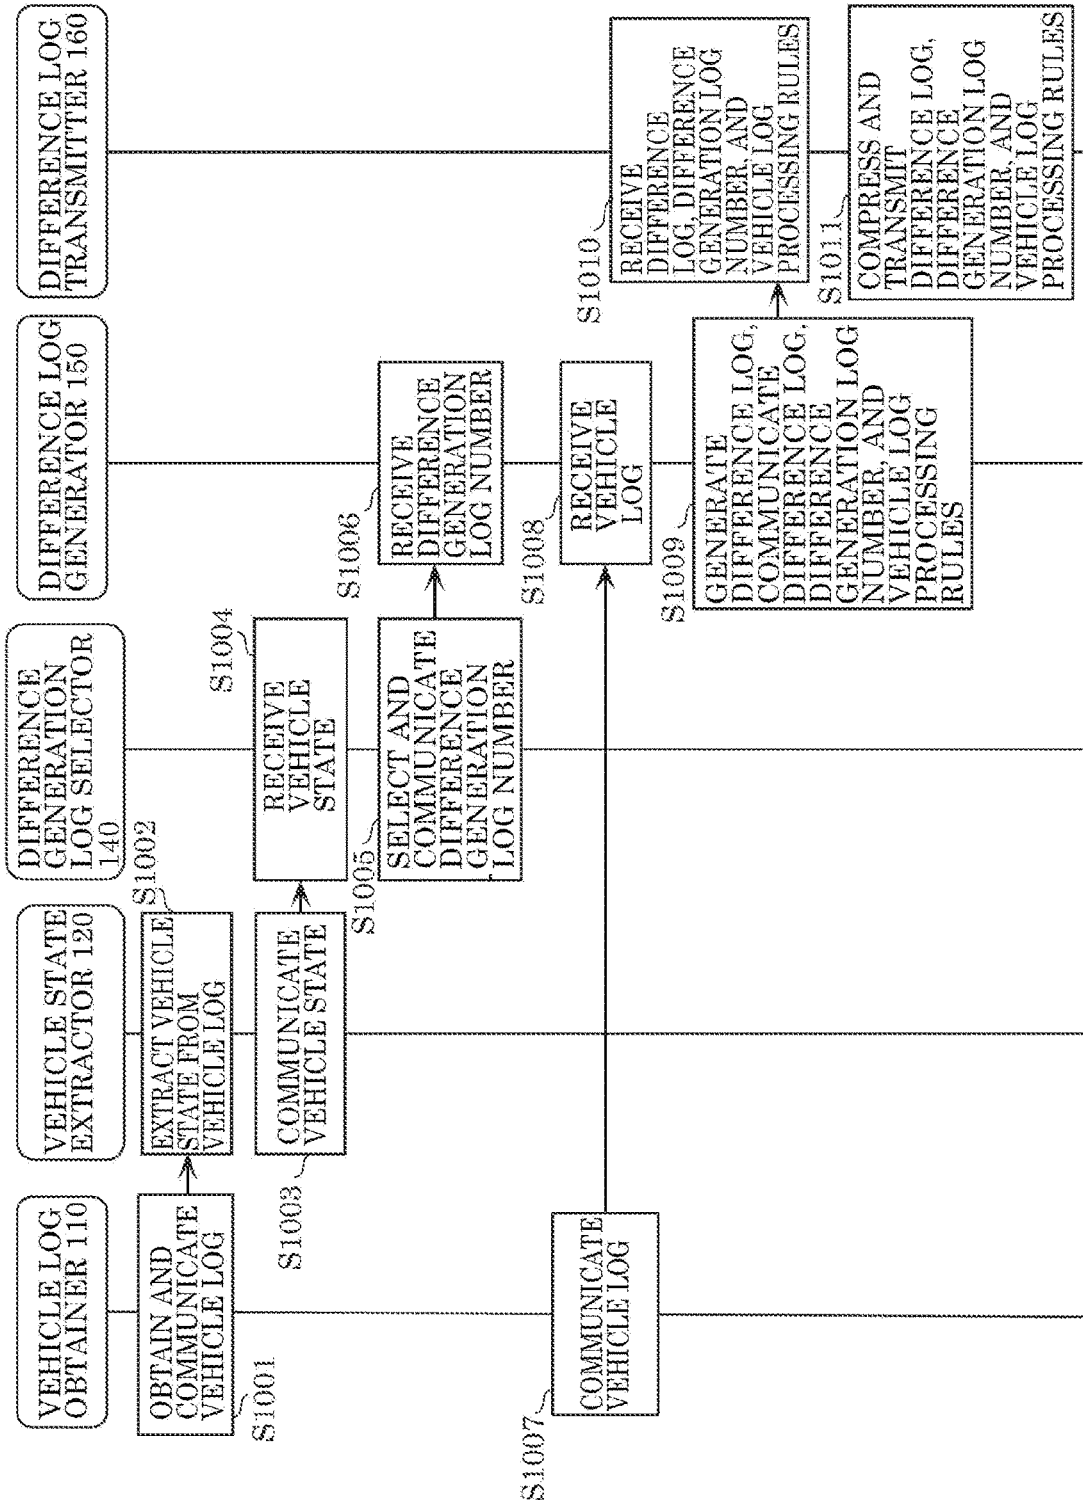 VEHICLE LOG
OBTAINER 110
VEHICLE STATE
EXTRACTOR 120
DIFFERENCE
GENERATION
LOG SELECTOR
140
DIFFERENCE LOG
GENERATOR 150
DIFFERENCE LOG
TRANSMITTER 160
OBTAIN AND
COMMUNICATE
VEHICLE LOG
S1001
EXTRACT VEHICLE
STATE FROM
VEHICLE LOG
S1002
COMMUNICATE
VEHICLE STATE
S1003
RECEIVE
VEHICLE
STATE
S1004
SELECT AND
COMMUNICATE
DIFFERENCE
GENERATION
LOG NUMBER
S1005
RECEIVE
DIFFERENCE
GENERATION
LOG NUMBER
S1006
COMMUNICATE
VEHICLE LOG
S1007
RECEIVE
VEHICLE
LOG
S1008
GENERATE
DIFFERENCE LOG,
COMMUNICATE
DIFFERENCE LOG,
DIFFERENCE
GENERATION LOG
NUMBER, AND
VEHICLE LOG
PROCESSING
RULES
S1009
RECEIVE
DIFFERENCE
LOG, DIFFERENCE
GENERATION LOG
NUMBER, AND
VEHICLE LOG
PROCESSING RULES
S1010
COMPRESS AND
TRANSMIT
DIFFERENCE LOG,
DIFFERENCE
GENERATION LOG
NUMBER, AND
VEHICLE LOG
PROCESSING RULES
S1011